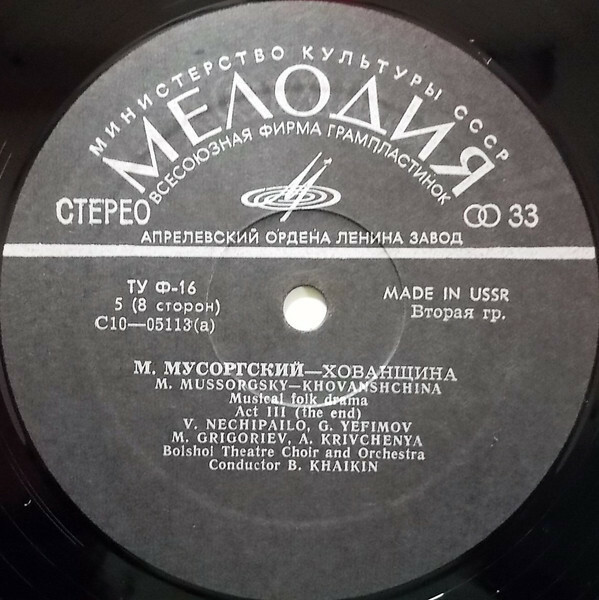 МИНИСТЕРСТВО КУЛЬТУРЫ СССР
МЕЛОДИЯ
ВСЕСОЮЗНАЯ ФИРМА ГРАМПЛАСТИНОК
СТЕРЕО
33
АПРЕЛЕВСКИЙ ОРДЕНА ЛЕНИНА ЗАВОД
ТУ Ф-16
5 (8 сторон)
С10—05113(а)
MADE IN USSR
Вторая гр.
М. МУСОРГСКИЙ—ХОВАНЩИНА
M. MUSSORGSKY—KHOVANSHCHINA
Musical folk drama
Act III (the end)
V. NECHIPAILO, G. YEFIMOV
M. GRIGORIEV, A. KRIVCHENYA
Bolshoi Theatre Choir and Orchestra
Conductor B. KHAIKIN